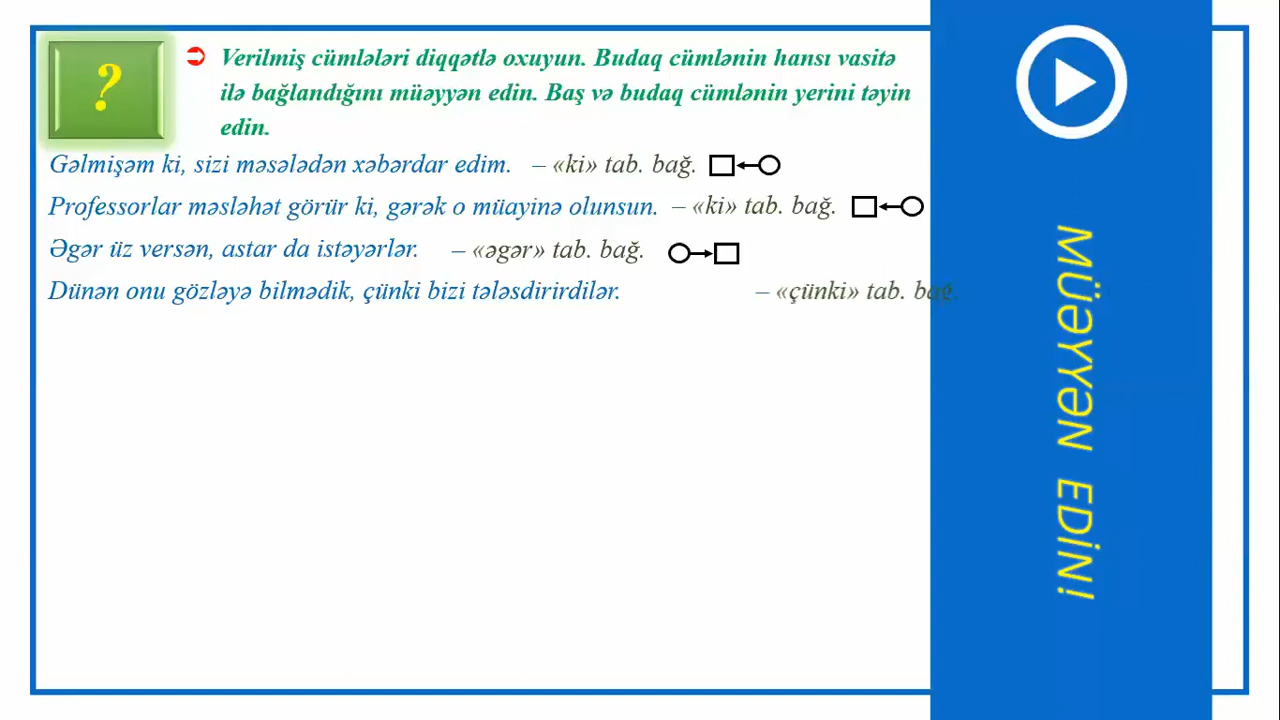 ?
➲ Verilmiş cümlələri diqqətlə oxuyun. Budaq cümlənin hansı vasitə
ilə bağlandığını müəyyən edin. Baş və budaq cümlənin yerini təyin
edin.
Gəlmişəm ki, sizi məsələdən xəbərdar edim. – «ki» tab. bağ.
Professorlar məsləhət görür ki, gərək o müayinə olunsun. – «ki» tab. bağ.
Əgər üz versən, astar da istəyərlər. – «əgər» tab. bağ.
Dünən onu gözləyə bilmədik, çünki bizi tələsdirirdilər. – «çünki» tab. bağ.
MÜƏYYƏN EDİN!